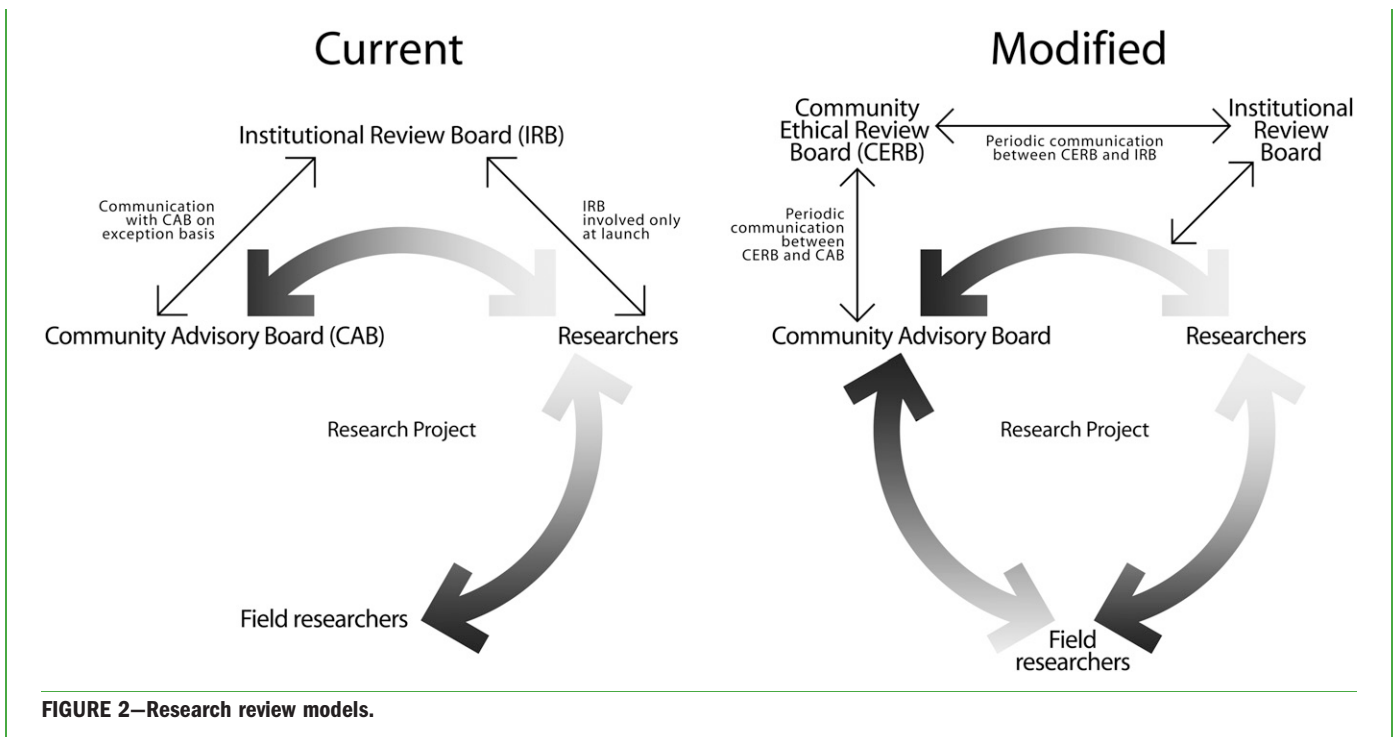 Current
Institutional Review Board (IRB)
Communication
with CAB on
exception basis
IRB
involved only
at launch
Community Advisory Board (CAB)
Researchers
Research Project
Field researchers
Modified
Community
Ethical Review
Board (CERB)
Periodic communication
between CERB and IRB
Institutional
Review
Board
Periodic
communication
between
CERB and CAB
Community Advisory Board
Researchers
Research Project
Field
researchers
FIGURE 2—Research review models.